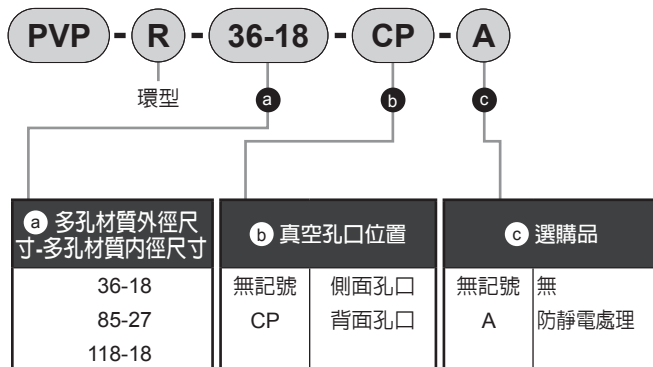 PVP - R - 36-18 - CP - A
環型
a b c
a 多孔材質外徑尺
寸-多孔材質內徑尺寸
36-18
85-27
118-18
b 真空孔口位置
無記號 側面孔口
CP 背面孔口
c 選購品
無記號 無
A 防靜電處理